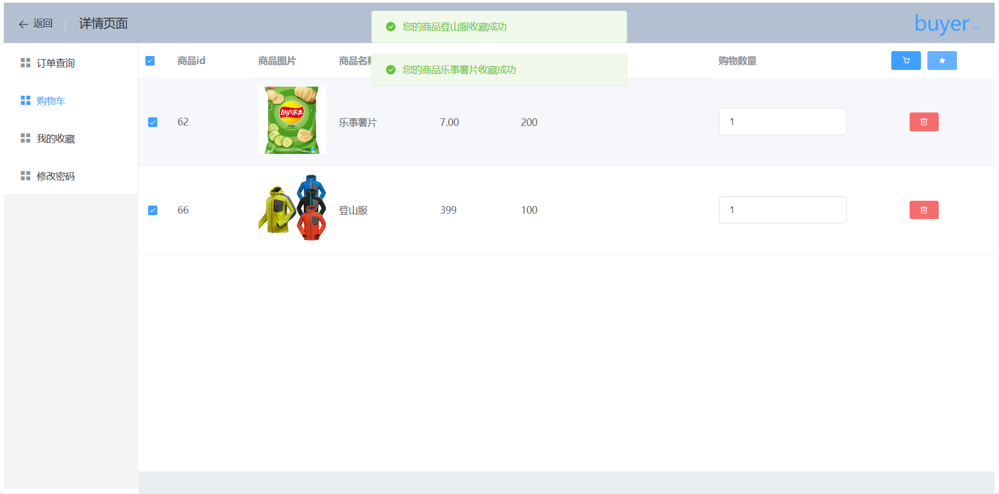 返回
详情页面
您的商品登山服收藏成功
buyer
订单查询
购物车
我的收藏
修改密码
商品id
商品图片
商品名
您的商品乐事薯片收藏成功
购物数量
62
Lay's乐事
乐事薯片
7.00
200
1
66
登山服
399
100
1